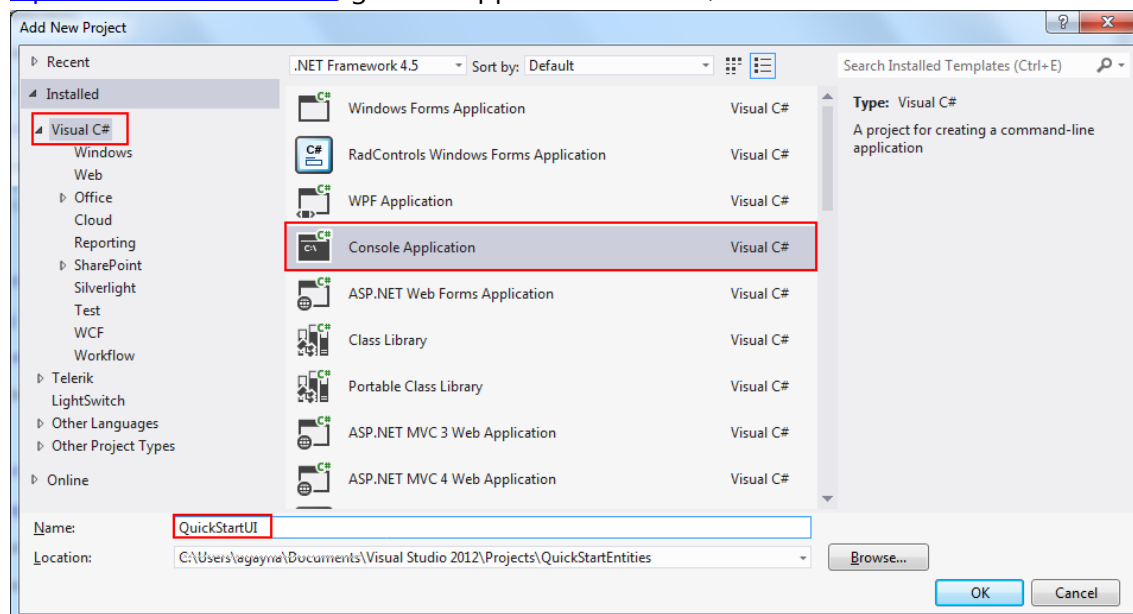 Add New Project
Recent
.NET Framework 4.5 Sort by: Default
Search Installed Templates (Ctrl+E)
Installed
Visual C#
Windows
Web
Office
Cloud
Reporting
SharePoint
Silverlight
Test
WCF
Workflow
Telerik
LightSwitch
Other Languages
Other Project Types
Online
Windows Forms Application Visual C#
RadControls Windows Forms Application Visual C#
WPF Application Visual C#
Console Application Visual C#
ASP.NET Web Forms Application Visual C#
Class Library Visual C#
Portable Class Library Visual C#
ASP.NET MVC 3 Web Application Visual C#
ASP.NET MVC 4 Web Application Visual C#
Type: Visual C#
A project for creating a command-line
application
Name: QuickStartUI
Location: C:\Users\agayna\Documents\Visual Studio 2012\Projects\QuickStartEntities
Browse...
OK Cancel